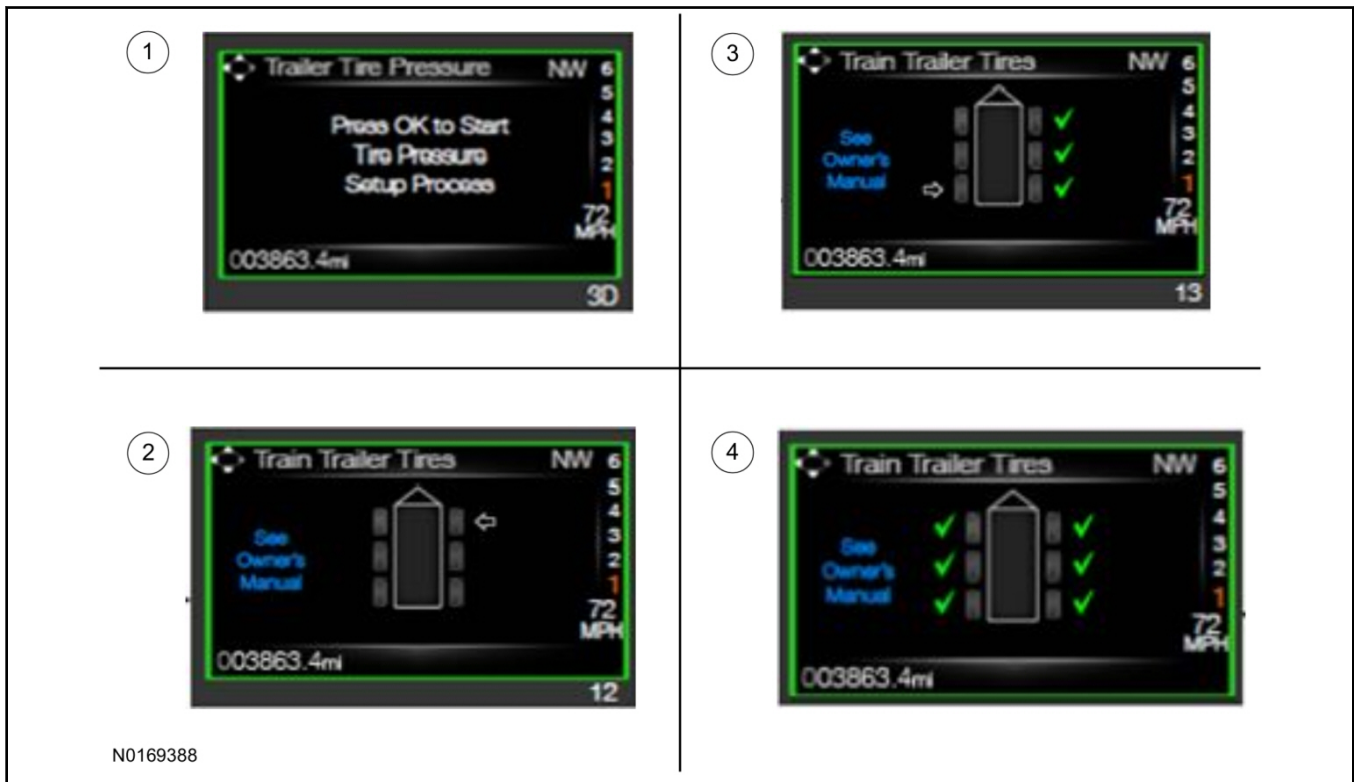 1
Trailer Tire Pressure NW 6
5
4
3
2
1
Press OK to Start
Tire Pressure
Setup Process
72
MPH
003863.4mi
3D
2
Train Trailer Tires NW 6
5
4
3
2
1
See
Owner's
Manual
72
MPH
003863.4mi
12
3
Train Trailer Tires NW 6
5
4
3
2
1
See
Owner's
Manual
72
MPH
003863.4mi
13
4
Train Trailer Tires NW 6
5
4
3
2
1
See
Owner's
Manual
72
MPH
003863.4mi
N0169388